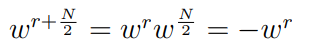 $w^{r+\frac{N}{2}} = w^r w^{\frac{N}{2}} = -w^r$